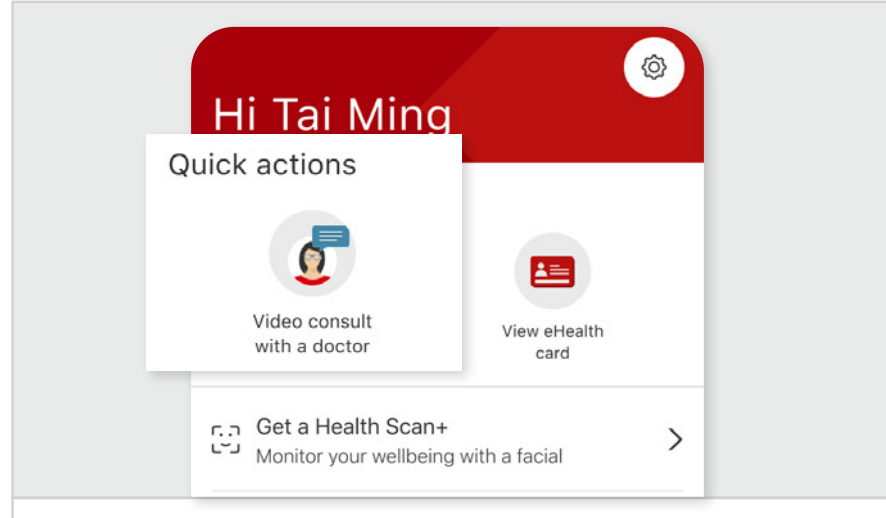 Hi Tai Ming
Quick actions
Video consult
with a doctor
View eHealth
card
Get a Health Scan+
Monitor your wellbeing with a facial